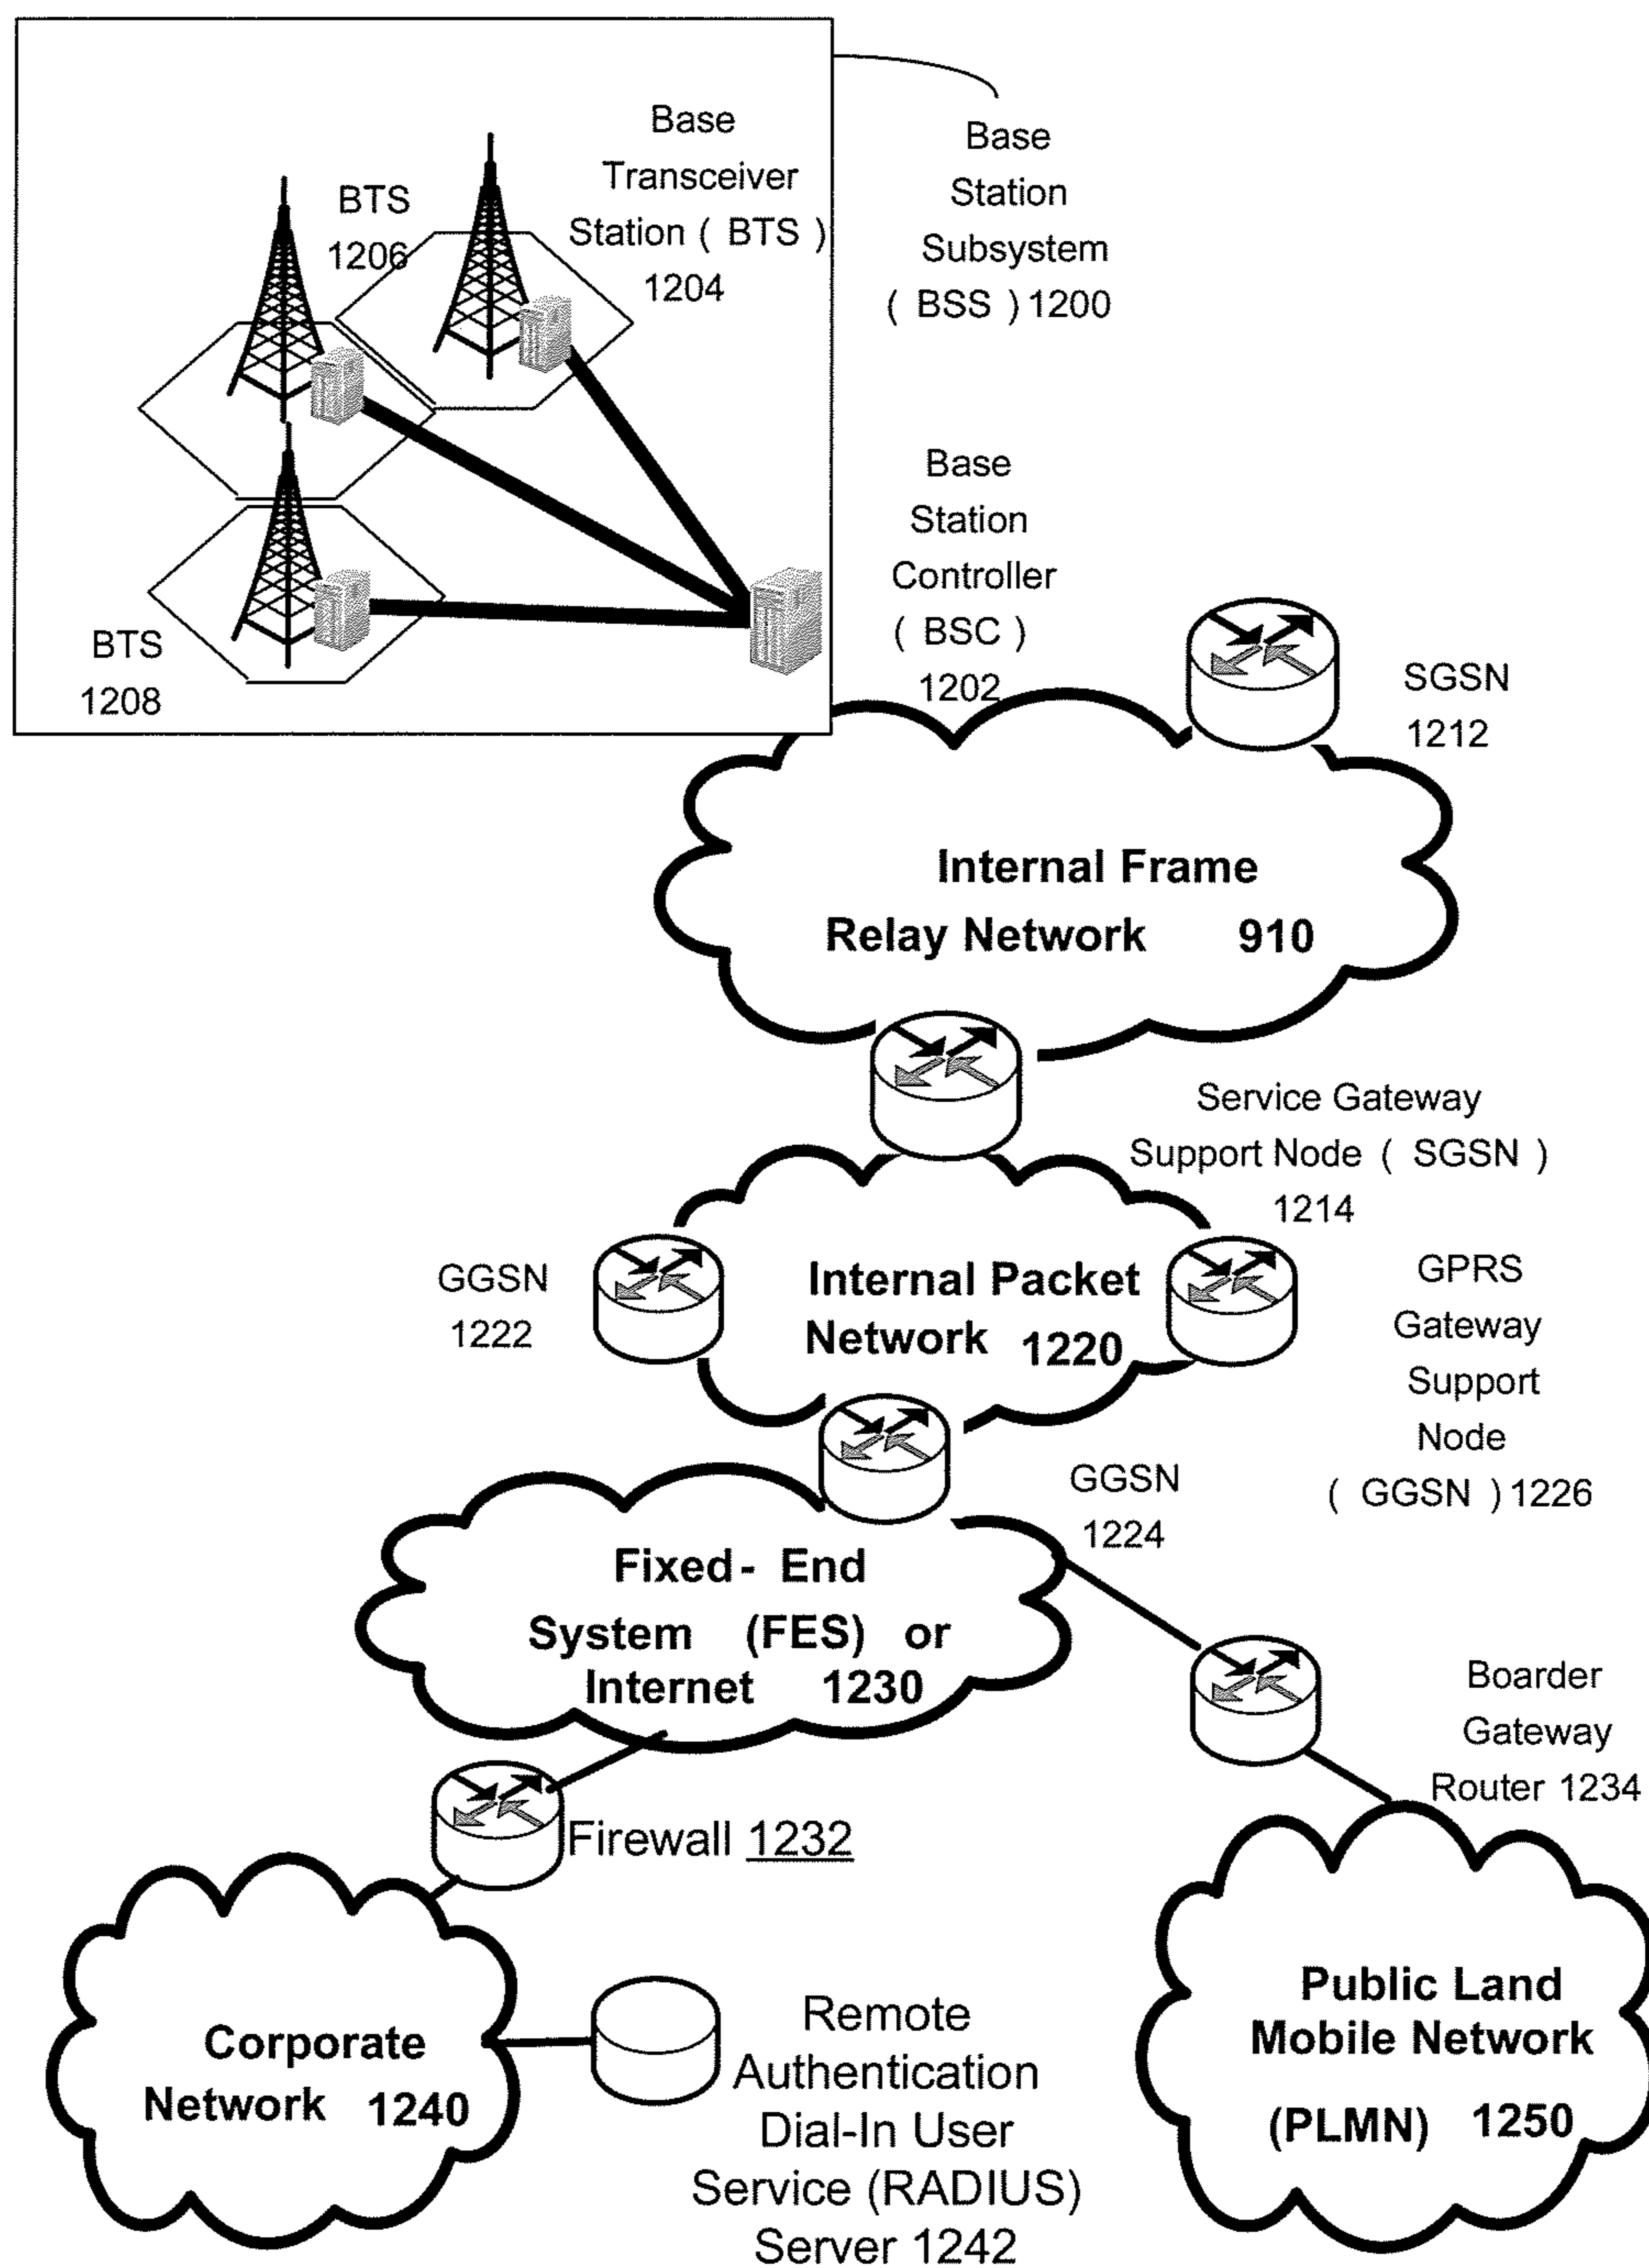 Base
Transceiver
Station ( BTS )
1204
BTS
1206
BTS
1208
Base
Station
Subsystem
( BSS ) 1200
Base
Station
Controller
( BSC )
1202
SGSN
1212
Internal Frame
Relay Network 910
Service Gateway
Support Node ( SGSN )
1214
GGSN
1222
Internal Packet
Network 1220
GPRS
Gateway
Support
Node
( GGSN ) 1226
GGSN
1224
Fixed- End
System (FES) or
Internet 1230
Boarder
Gateway
Router 1234
Firewall 1232
Corporate
Network 1240
Remote
Authentication
Dial-In User
Service (RADIUS)
Server 1242
Public Land
Mobile Network
(PLMN) 1250